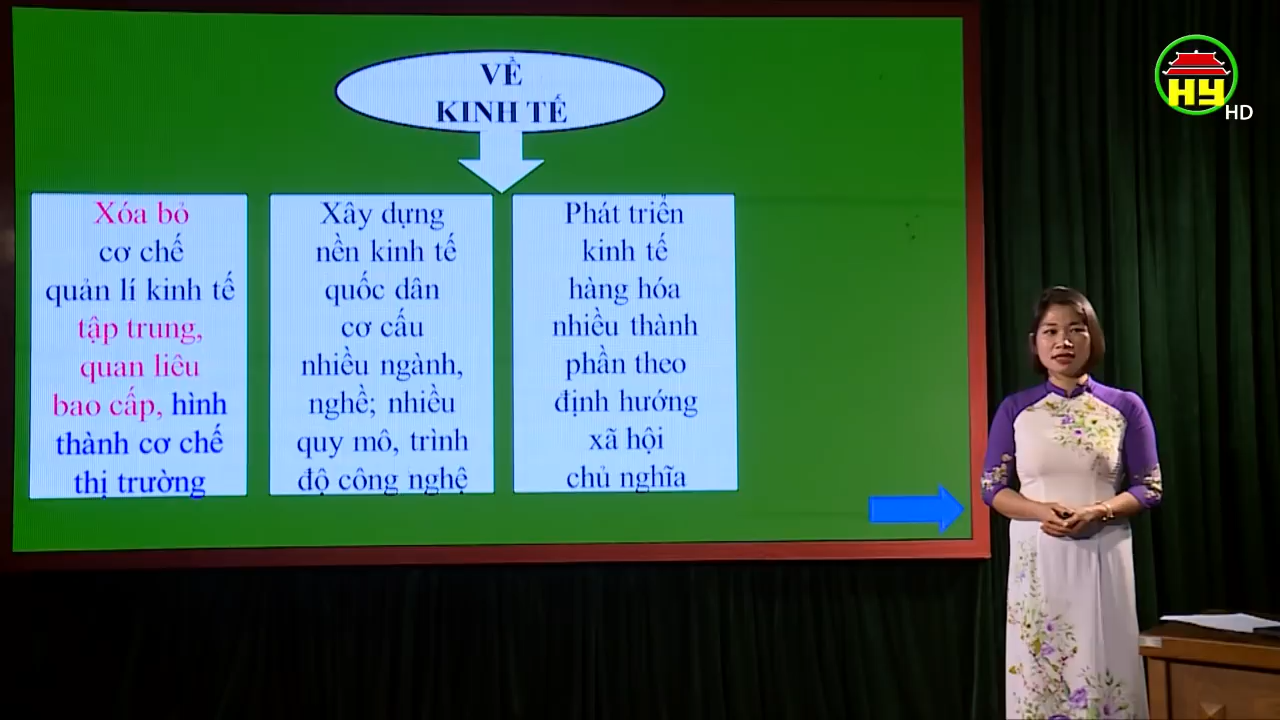 VỀ
KINH TẾ
Xóa bỏ
cơ chế
quản lí kinh tế
tập trung,
quan liêu
bao cấp, hình
thành cơ chế
thị trường
Xây dựng
nền kinh tế
quốc dân
cơ cấu
nhiều ngành,
nghề; nhiều
quy mô, trình
độ công nghệ
Phát triển
kinh tế
hàng hóa
nhiều thành
phần theo
định hướng
xã hội
chủ nghĩa
HY
HD